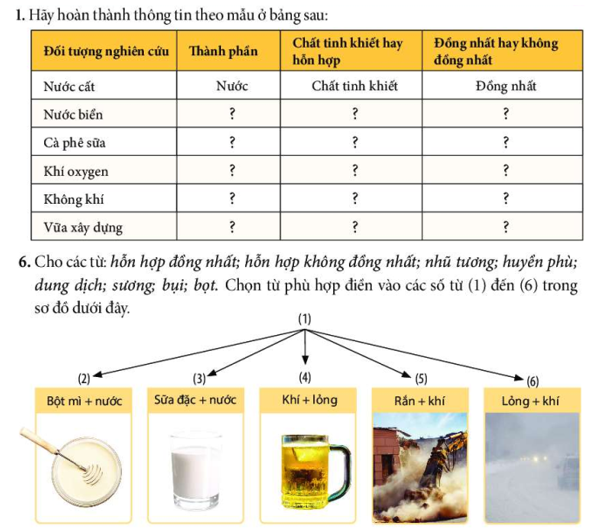 1. Hãy hoàn thành thông tin theo mẫu ở bảng sau:
Đối tượng nghiên cứu Thành phần Chất tinh khiết hay hỗn hợp Đồng nhất hay không đồng nhất
Nước cất Nước Chất tinh khiết Đồng nhất
Nước biển ? ? ?
Cà phê sữa ? ? ?
Khí oxygen ? ? ?
Không khí ? ? ?
Vữa xây dựng ? ? ?
6. Cho các từ: hỗn hợp đồng nhất; hỗn hợp không đồng nhất; nhũ tương; huyền phù;
dung dịch; sương; bụi; bọt. Chọn từ phù hợp điền vào các số từ (1) đến (6) trong
sơ đồ dưới đây.
(1)
(2) (3) (4) (5) (6)
Bột mì + nước Sữa đặc + nước Khí + lỏng Rắn + khí Lỏng + khí